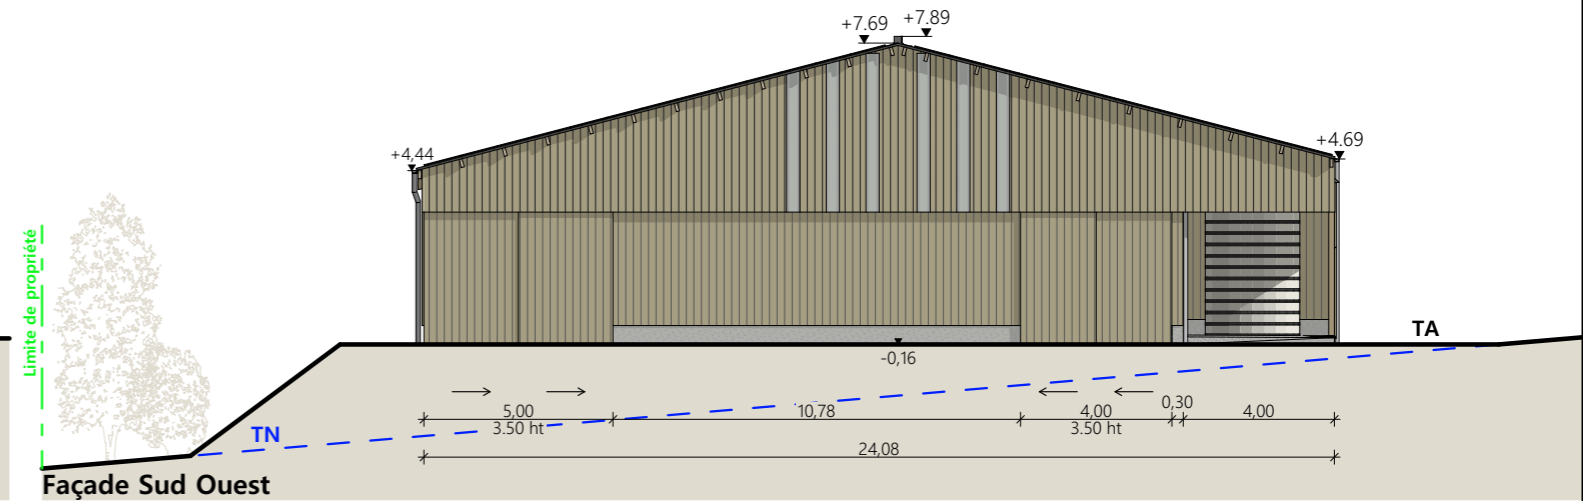 +7.69 +7.89
+4,44
+4.69
Limite de propriété
TA
-0,16
TN
5,00 10,78 4,00 0,30 4,00
3.50 ht 3.50 ht
24,08
Façade Sud Ouest